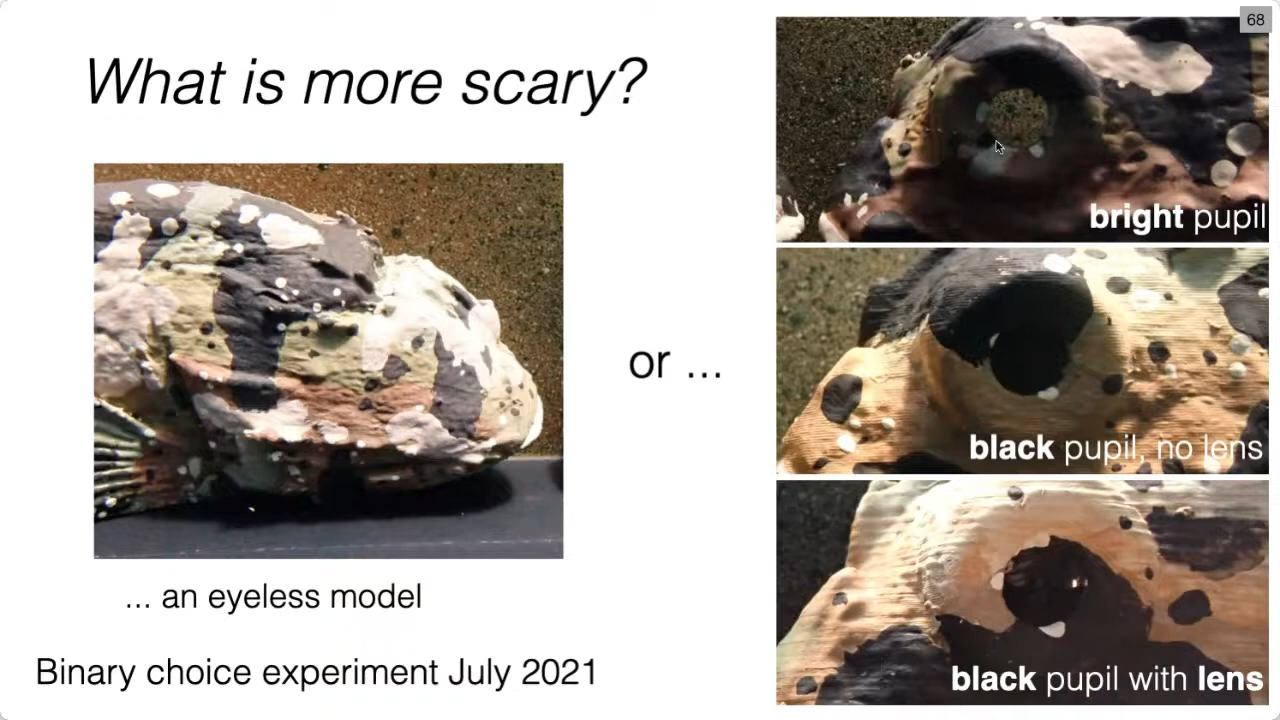 68
What is more scary?
bright pupil
or ...
black pupil, no lens
... an eyeless model
Binary choice experiment July 2021
black pupil with lens